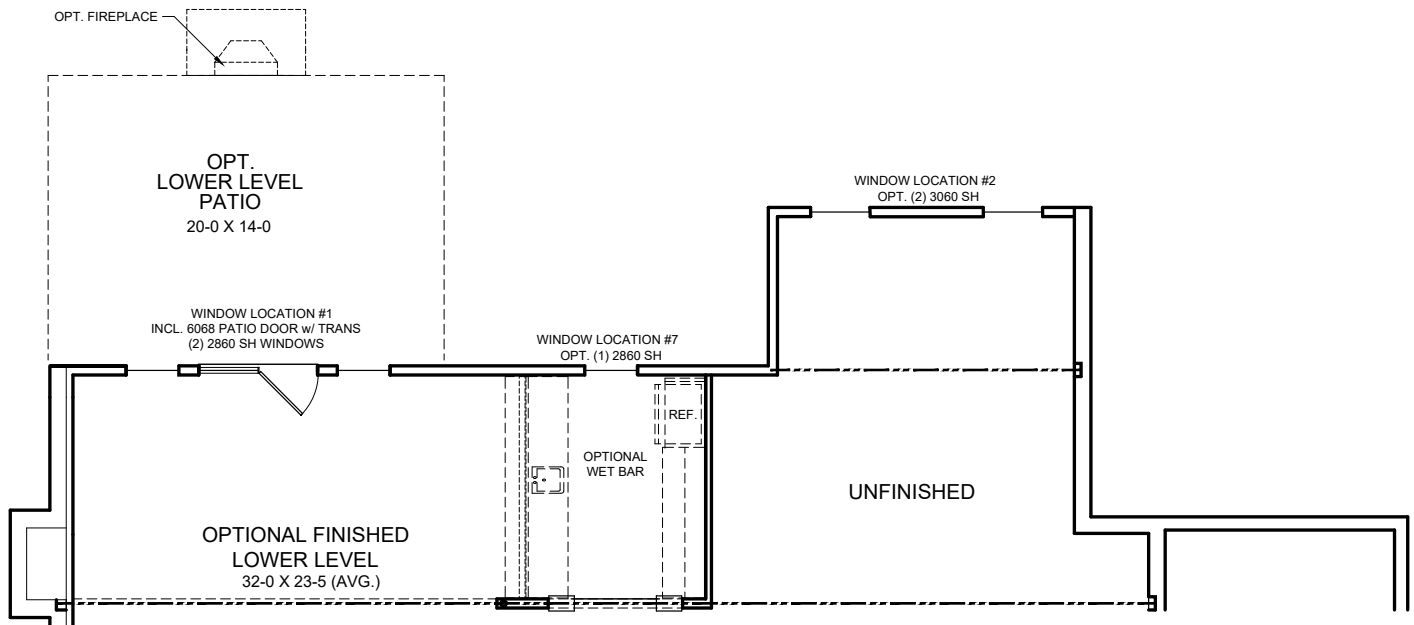 OPT. FIREPLACE
OPT.
LOWER LEVEL
PATIO
20-0 X 14-0
WINDOW LOCATION #2
OPT. (2) 3060 SH
WINDOW LOCATION #1
INCL. 6068 PATIO DOOR w/ TRANS
(2) 2860 SH WINDOWS
WINDOW LOCATION #7
OPT. (1) 2860 SH
REF.
OPTIONAL
WET BAR
UNFINISHED
OPTIONAL FINISHED
LOWER LEVEL
32-0 X 23-5 (AVG.)